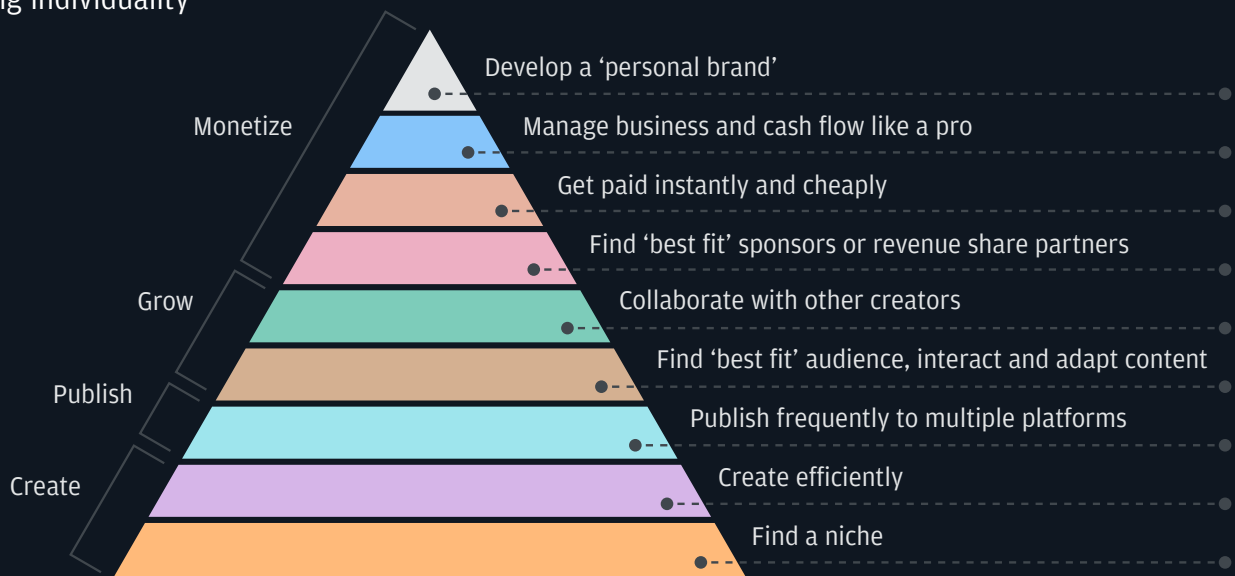 individuality
Develop a ‘personal brand’
Monetize
Manage business and cash flow like a pro
Get paid instantly and cheaply
Find ‘best fit’ sponsors or revenue share partners
Grow
Collaborate with other creators
Find ‘best fit’ audience, interact and adapt content
Publish
Publish frequently to multiple platforms
Create
Create efficiently
Find a niche